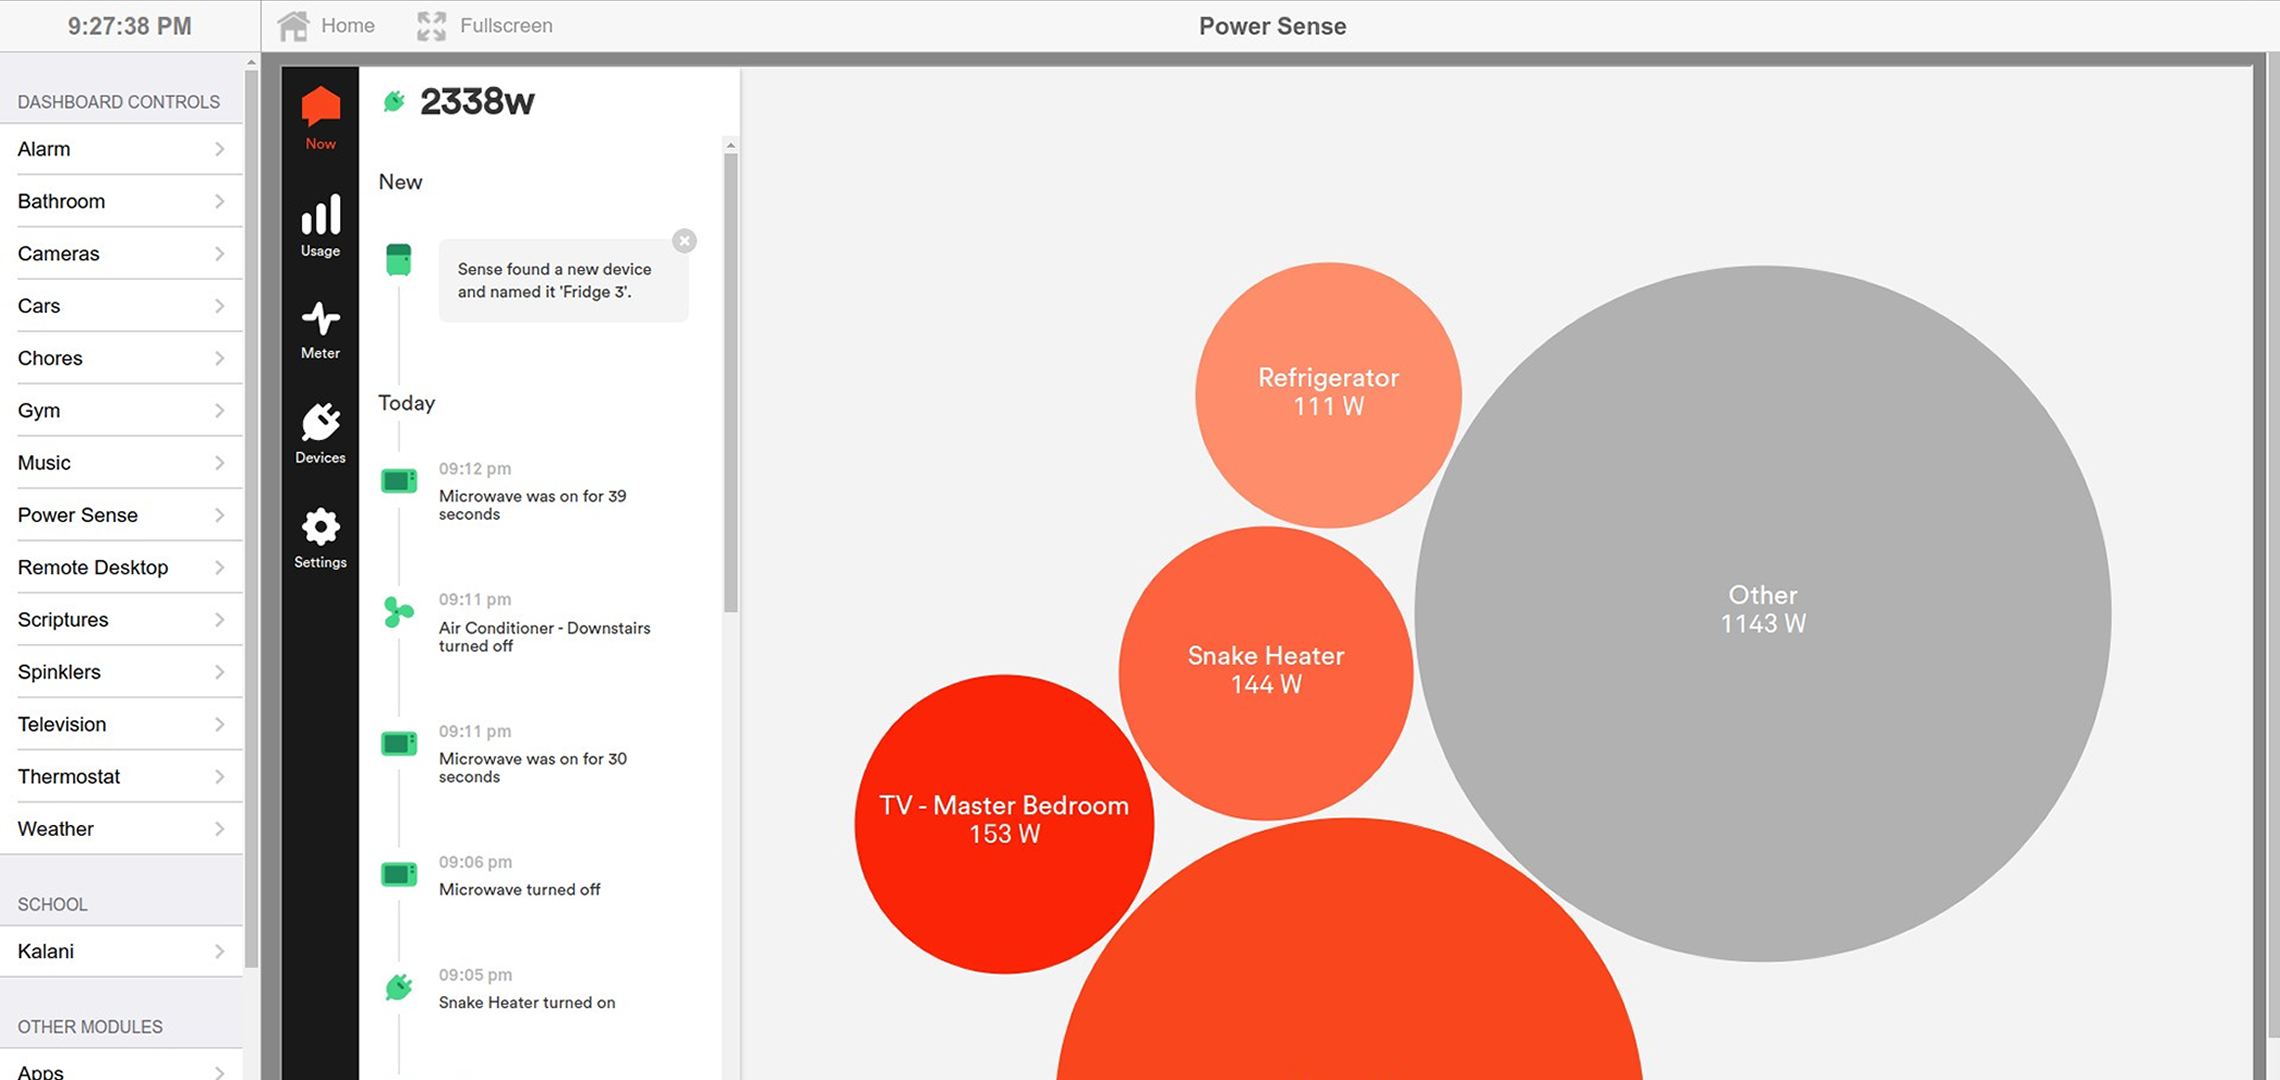 9:27:38 PM
Home
Fullscreen
Power Sense
DASHBOARD CONTROLS
Alarm
Bathroom
Cameras
Cars
Chores
Gym
Music
Power Sense
Remote Desktop
Scriptures
Spinklers
Television
Thermostat
Weather
SCHOOL
Kalani
OTHER MODULES
Apps
Now
Usage
Meter
Devices
Settings
2338w
New
Sense found a new device
and named it 'Fridge 3'.
Today
09:12 pm
Microwave was on for 39
seconds
09:11 pm
Air Conditioner - Downstairs
turned off
09:11 pm
Microwave was on for 30
seconds
09:06 pm
Microwave turned off
09:05 pm
Snake Heater turned on
Refrigerator
111 W
Snake Heater
144 W
TV - Master Bedroom
153 W
Other
1143 W